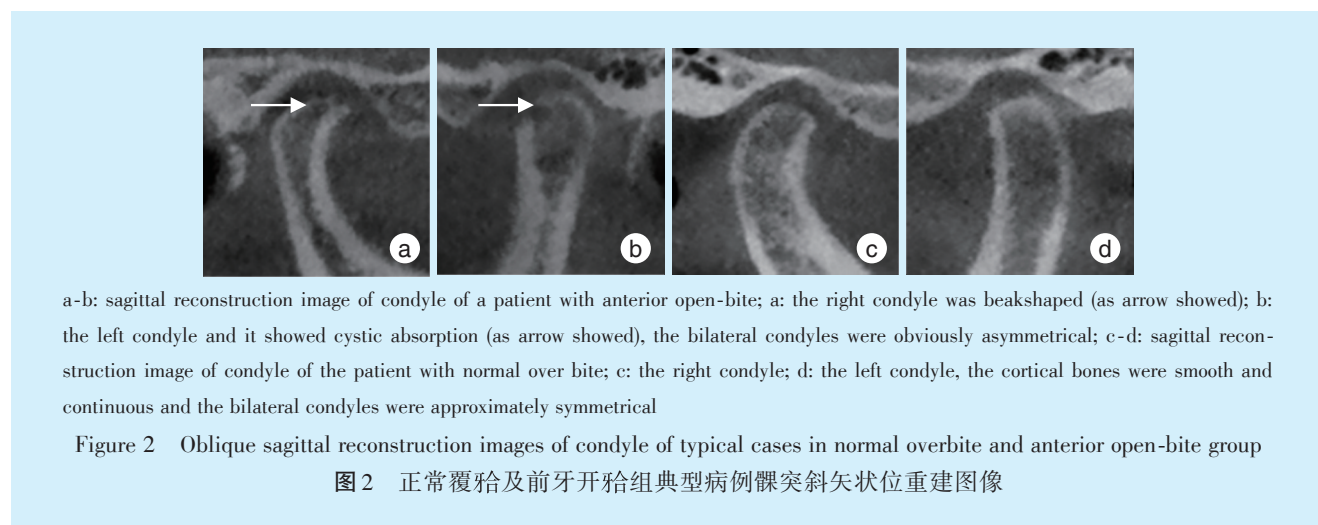 a
b
c
d
a-b: sagittal reconstruction image of condyle of a patient with anterior open-bite; a: the right condyle was beakshaped (as arrow showed); b:
the left condyle and it showed cystic absorption (as arrow showed), the bilateral condyles were obviously asymmetrical; c-d: sagittal recon-
struction image of condyle of the patient with normal over bite; c: the right condyle; d: the left condyle, the cortical bones were smooth and
continuous and the bilateral condyles were approximately symmetrical
Figure 2 Oblique sagittal reconstruction images of condyle of typical cases in normal overbite and anterior open-bite group
图2 正常覆𬌗及前牙开𬌗组典型病例髁突斜矢状位重建图像